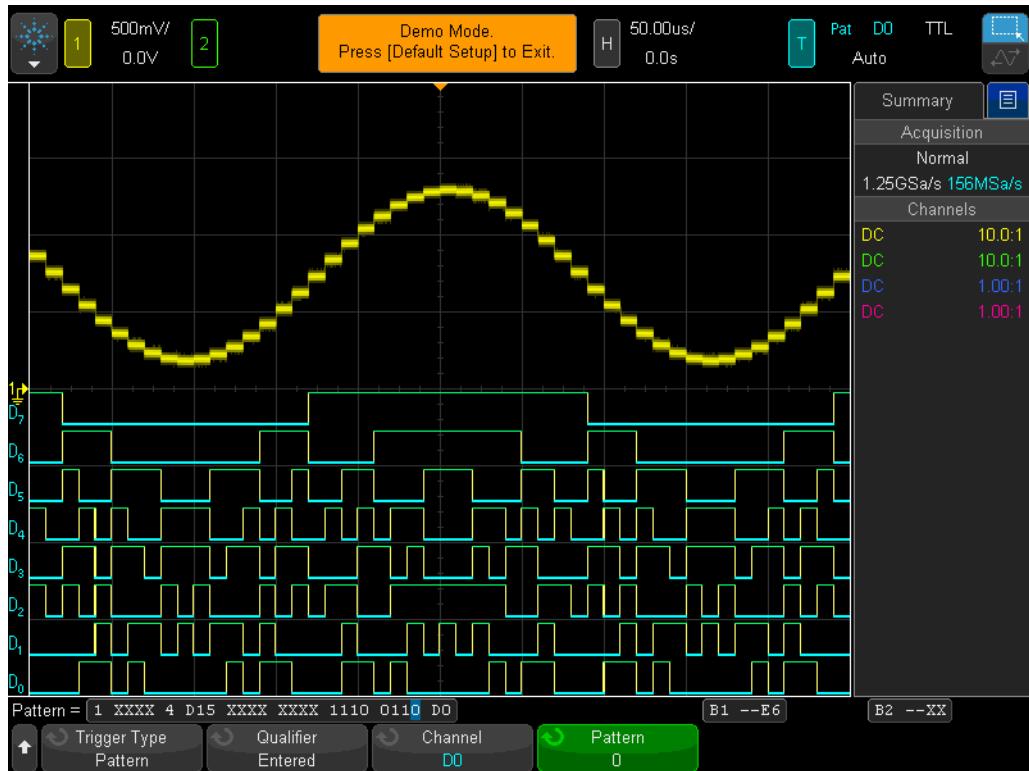 1 500mV/ 2 Demo Mode. H 50.00us/ T Pat D0 TTL
0.0V Press [Default Setup] to Exit. 0.0s Auto
Summary
Acquisition
Normal
1.25GSa/s 156MSa/s
Channels
DC 10.0:1
DC 10.0:1
DC 1.00:1
DC 1.00:1
1
D7
D6
D5
D4
D3
D2
D1
D0
Pattern = 1 XXXX 4 D15 XXXX XXXX 1110 0110 D0 B1 --E6 B2 --XX
Trigger Type Qualifier Channel Pattern
Pattern Entered D0 0